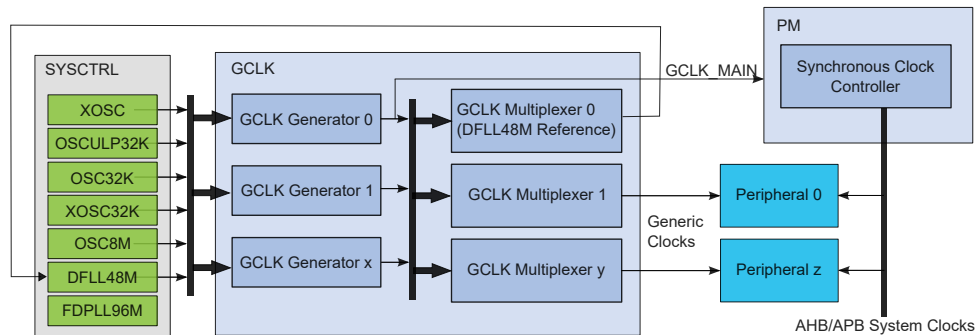 PM
SYSCTRL
GCLK
GCLK_MAIN
Synchronous Clock
Controller
XOSC
OSCULP32K
OSC32K
XOSC32K
OSC8M
DFLL48M
FDPLL96M
GCLK Generator 0
GCLK Generator 1
GCLK Generator x
GCLK Multiplexer 0
(DFLL48M Reference)
GCLK Multiplexer 1
GCLK Multiplexer y
Generic
Clocks
Peripheral 0
Peripheral z
AHB/APB System Clocks